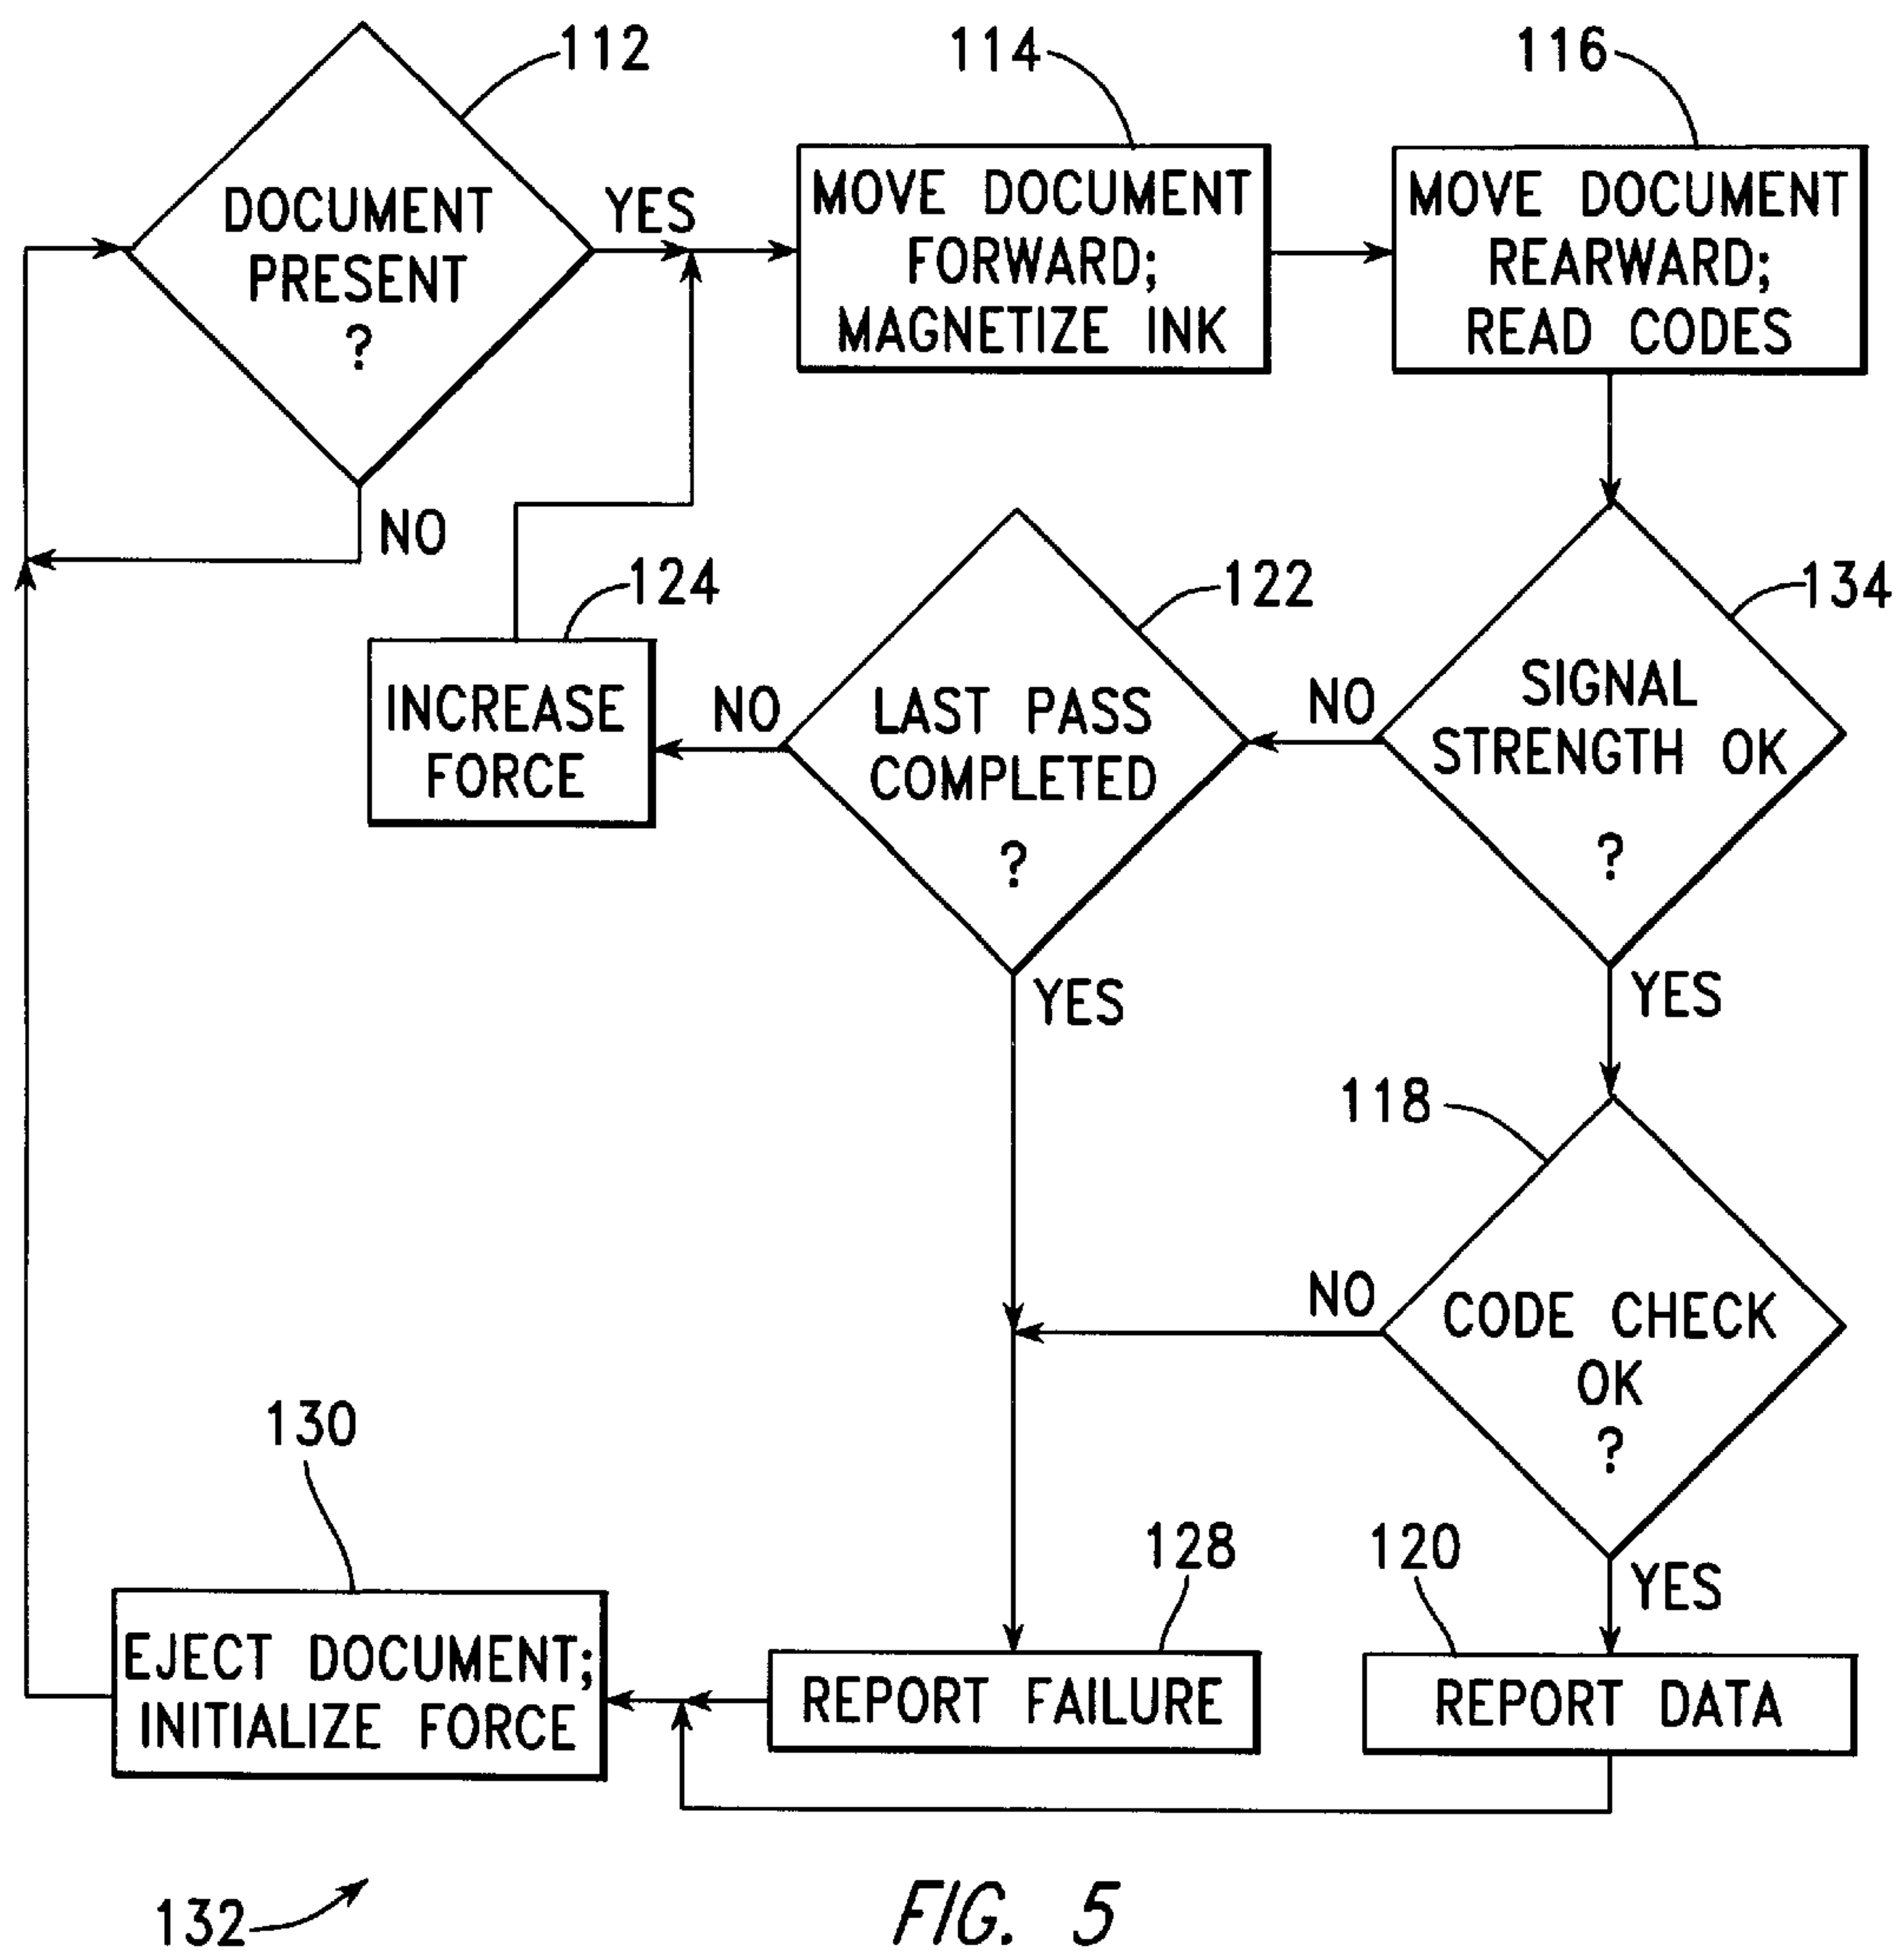 112
114
116
DOCUMENT
PRESENT
?
YES
NO
MOVE DOCUMENT
FORWARD;
MAGNETIZE INK
MOVE DOCUMENT
REARWARD;
READ CODES
124
INCREASE
FORCE
NO
122
LAST PASS
COMPLETED
?
YES
NO
134
SIGNAL
STRENGTH OK
?
YES
118
NO
CODE CHECK
OK
?
YES
130
EJECT DOCUMENT;
INITIALIZE FORCE
128
REPORT FAILURE
120
REPORT DATA
132
FIG. 5